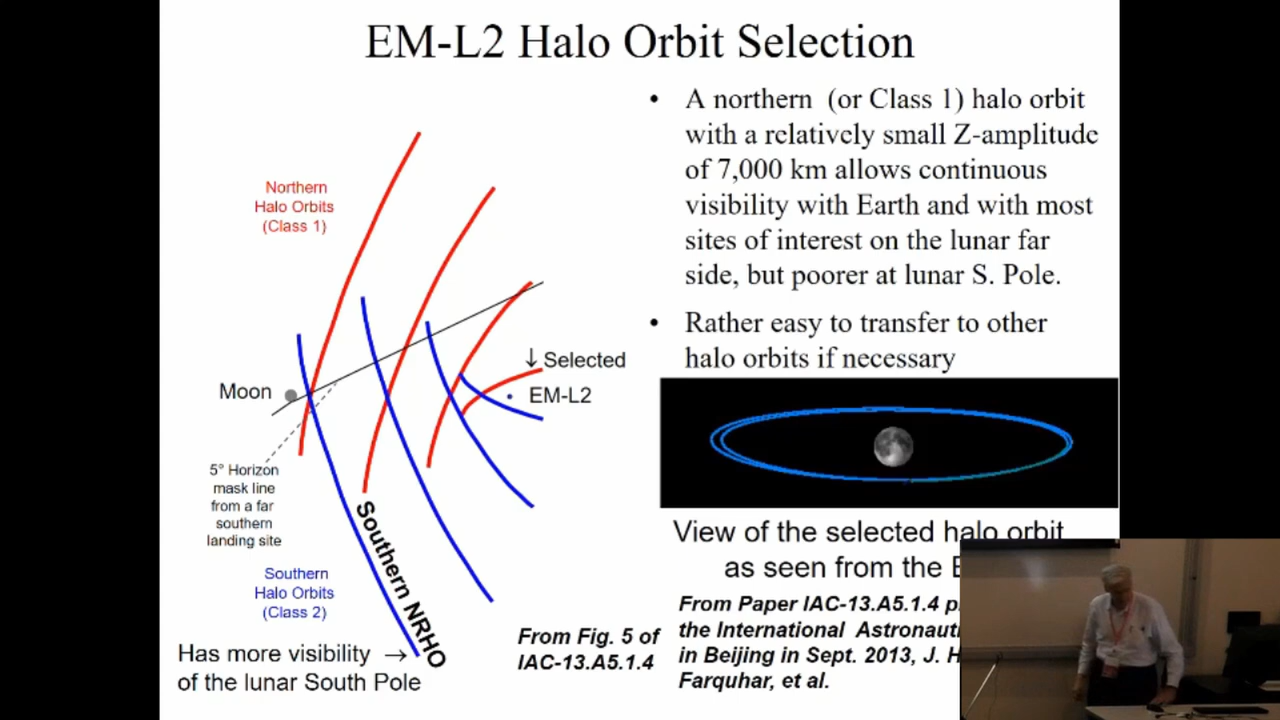 EM-L2 Halo Orbit Selection
• A northern (or Class 1) halo orbit
with a relatively small Z-amplitude
of 7,000 km allows continuous
visibility with Earth and with most
sites of interest on the lunar far
side, but poorer at lunar S. Pole.
• Rather easy to transfer to other
halo orbits if necessary
Northern
Halo Orbits
(Class 1)
↓ Selected
EM-L2
Moon
5° Horizon
mask line
from a far
southern
landing site
Southern
Halo Orbits
(Class 2)
Southern NRHO
Has more visibility →
of the lunar South Pole
From Fig. 5 of
IAC-13.A5.1.4
View of the selected halo orbit
as seen from the
From Paper IAC-13.A5.1.4
the International
in Beijing in Sept. 2013, J.
Farquhar, et al.